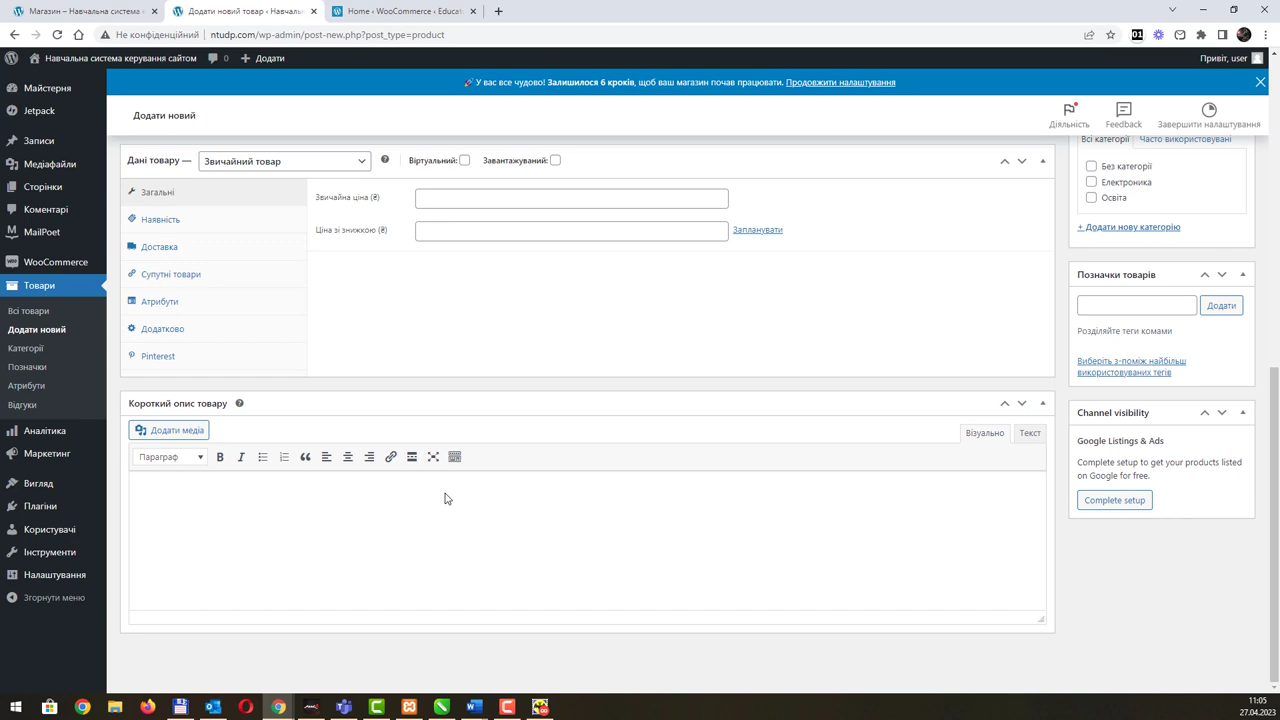 Магазин – Навчальна система к
Додати новий товар ‹ Навчальн
Home ‹ WooCommerce ‹ Educat
Не конфіденційний
ntudp.com/wp-admin/post-new.php?post_type=product
Навчальна система керування сайтом
0
Додати
Привіт, user
🚀 У вас все чудово! Залишилося 6 кроків, щоб ваш магазин почав працювати. Продовжити налаштування
Додати новий
Діяльність
Feedback
Завершити налаштування
Майстерня
Jetpack
Записи
Медіафайли
Сторінки
Коментарі
MailPoet
WooCommerce
Товари
Всі товари
Додати новий
Категорії
Позначки
Атрибути
Відгуки
Аналітика
Маркетинг
Вигляд
Плагіни
Користувачі
Інструменти
Налаштування
Згорнути меню
Дані товару —
Звичайний товар
Віртуальний:
Завантажуваний:
Загальні
Наявність
Доставка
Супутні товари
Атрибути
Додатково
Pinterest
Звичайна ціна (₴)
Ціна зі знижкою (₴)
Запланувати
Короткий опис товару
Додати медіа
Візуально
Текст
Параграф
Всі категорії
Часто використовувані
Без категорії
Електроника
Освіта
+ Додати нову категорію
Позначки товарів
Додати
Розділяйте теги комами
Виберіть з-поміж найбільш
використовуваних тегів
Channel visibility
Google Listings & Ads
Complete setup to get your products listed
on Google for free.
Complete setup
11:05
27.04.2023